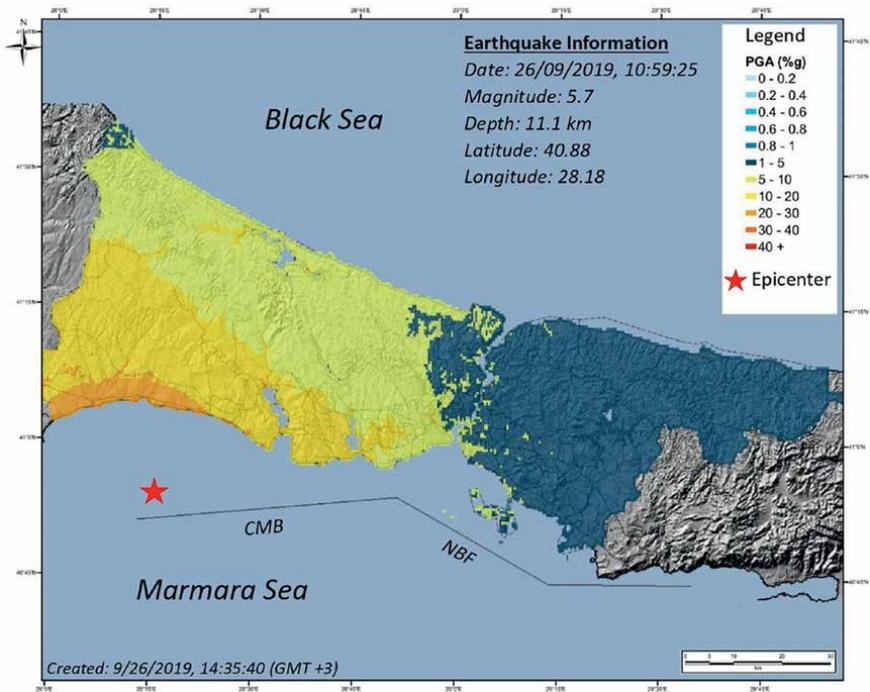 N
Earthquake Information
Date: 26/09/2019, 10:59:25
Magnitude: 5.7
Depth: 11.1 km
Latitude: 40.88
Longitude: 28.18
Legend
PGA (%g)
0 - 0.2
0.2 - 0.4
0.4 - 0.6
0.6 - 0.8
0.8 - 1
1 - 5
5 - 10
10 - 20
20 - 30
30 - 40
40 +
Epicenter
Black Sea
CMB
NBF
Marmara Sea
Created: 9/26/2019, 14:35:40 (GMT +3)